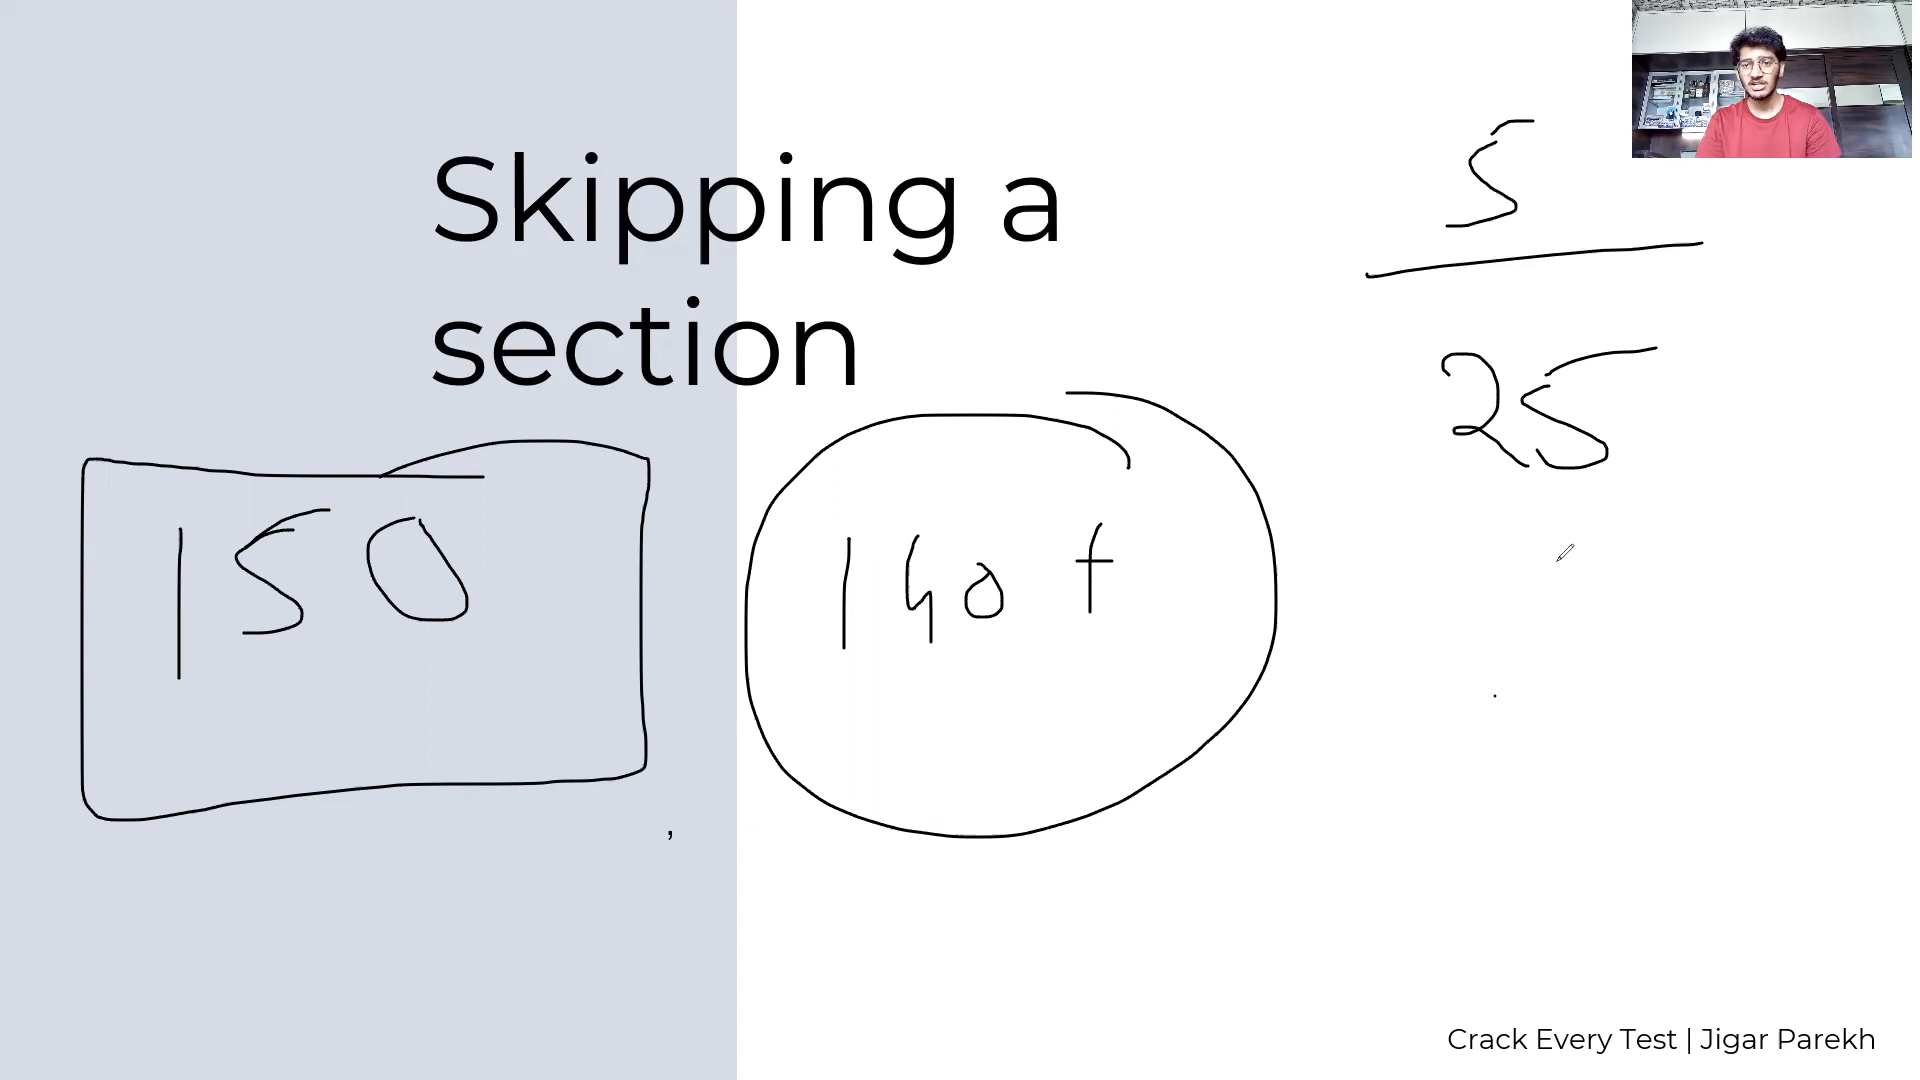 Skipping a
section
5
25
150
140+
,
Crack Every Test | Jigar Parekh